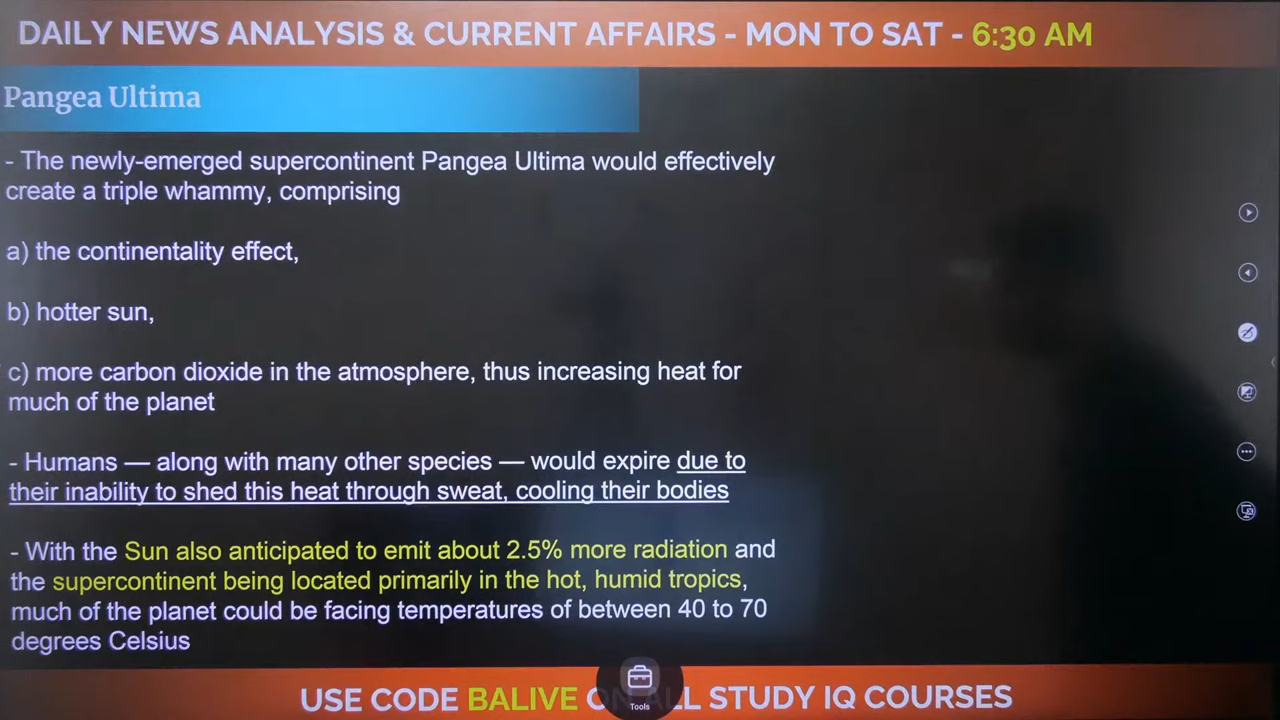 DAILY NEWS ANALYSIS & CURRENT AFFAIRS - MON TO SAT - 6:30 AM
Pangea Ultima
- The newly-emerged supercontinent Pangea Ultima would effectively
create a triple whammy, comprising
a) the continentality effect,
b) hotter sun,
c) more carbon dioxide in the atmosphere, thus increasing heat for
much of the planet
- Humans — along with many other species — would expire due to
their inability to shed this heat through sweat, cooling their bodies
- With the Sun also anticipated to emit about 2.5% more radiation and
the supercontinent being located primarily in the hot, humid tropics,
much of the planet could be facing temperatures of between 40 to 70
degrees Celsius
USE CODE BALIVE ON ALL STUDY IQ COURSES
Tools